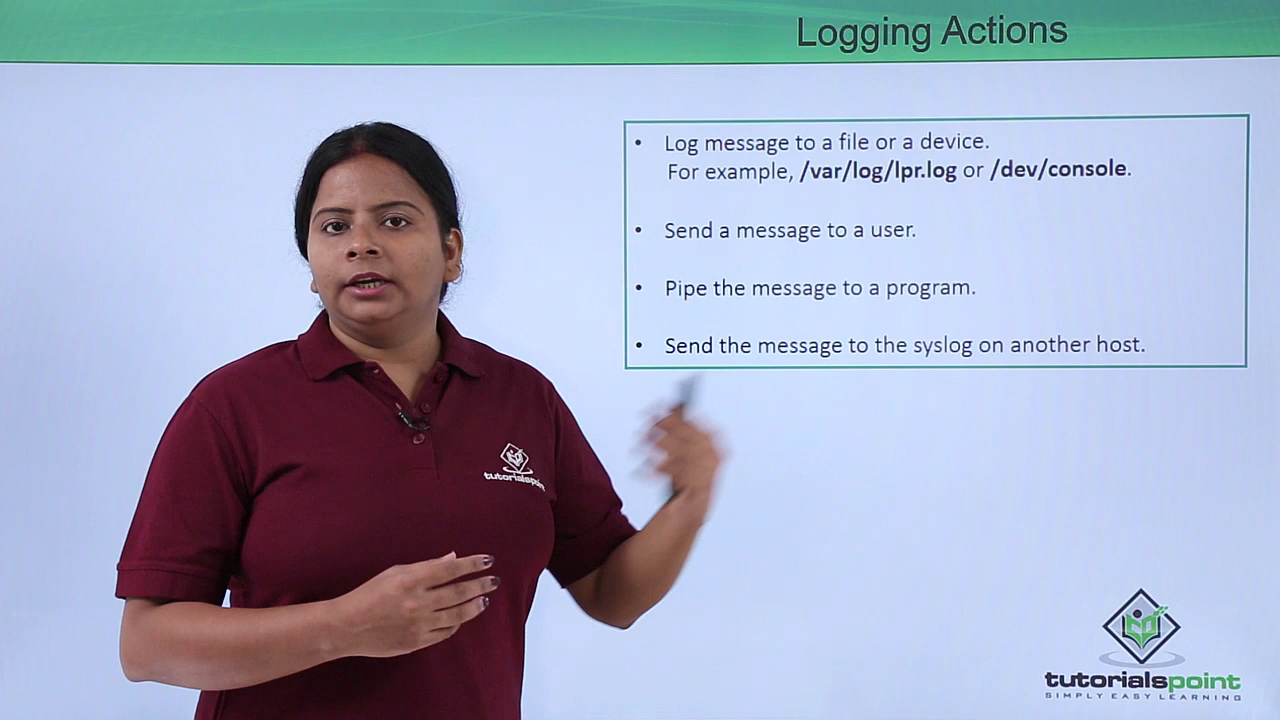 Logging Actions
• Log message to a file or a device.
For example, /var/log/lpr.log or /dev/console.
• Send a message to a user.
• Pipe the message to a program.
• Send the message to the syslog on another host.
tutorialspoint
tutorialspoint
SIMPLY EASY LEARNING